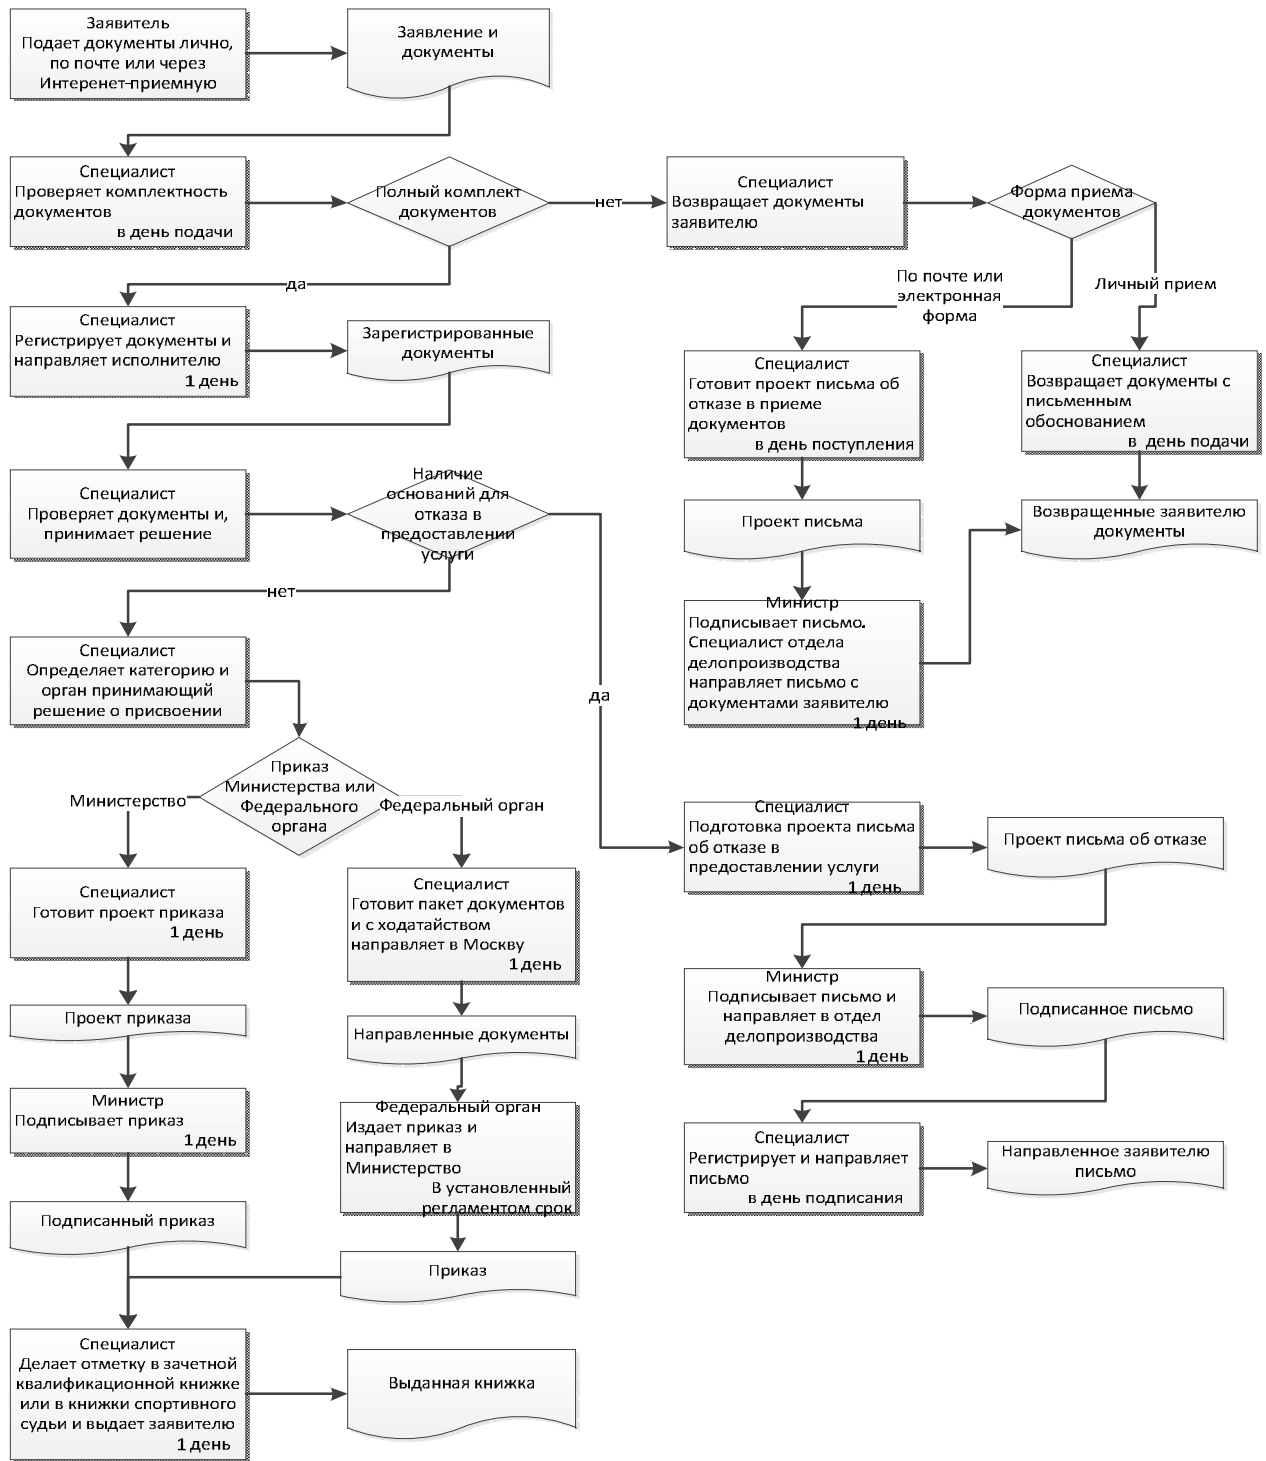 Заявитель
Подает документы лично,
по почте или через
Интеренет-приемную
Заявление и
документы
Специалист
Проверяет комплектность
документов
в день подачи
Полный комплект
документов
нет
Специалист
Возвращает документы
заявителю
Форма приема
документов
да
По почте или
электронная
форма
Личный прием
Специалист
Регистрирует документы и
направляет исполнителю
1 день
Зарегистрированные
документы
Специалист
Готовит проект письма об
отказе в приеме
документов
в день поступления
Специалист
Возвращает документы с
письменным
обоснованием
в день подачи
Специалист
Проверяет документы и,
принимает решение
Наличие
оснований для
отказа в
предоставлении
услуги
Проект письма
Возвращенные заявителю
документы
нет
да
Министр
Подписывает письмо.
Специалист отдела
делопроизводства
направляет письмо с
документами заявителю
1 день
Специалист
Определяет категорию и
орган принимающий
решение о присвоении
Приказ
Министерства или
Федерального
органа
Министерство
Федеральный орган
Специалист
Подготовка проекта письма
об отказе в
предоставлении услуги
1 день
Проект письма об отказе
Специалист
Готовит проект приказа
1 день
Специалист
Готовит пакет документов
и с ходатайством
направляет в Москву
1 день
Министр
Подписывает письмо и
направляет в отдел
делопроизводства
1 день
Подписанное письмо
Проект приказа
Направленные документы
Министр
Подписывает приказ
1 день
Федеральный орган
Издает приказ и
направляет в
Министерство
В установленный
регламентом срок
Специалист
Регистрирует и направляет
письмо
в день подписания
Направленное заявителю
письмо
Подписанный приказ
Приказ
Специалист
Делает отметку в зачетной
квалификационной книжке
или в книжки спортивного
судьи и выдает заявителю
1 день
Выданная книжка